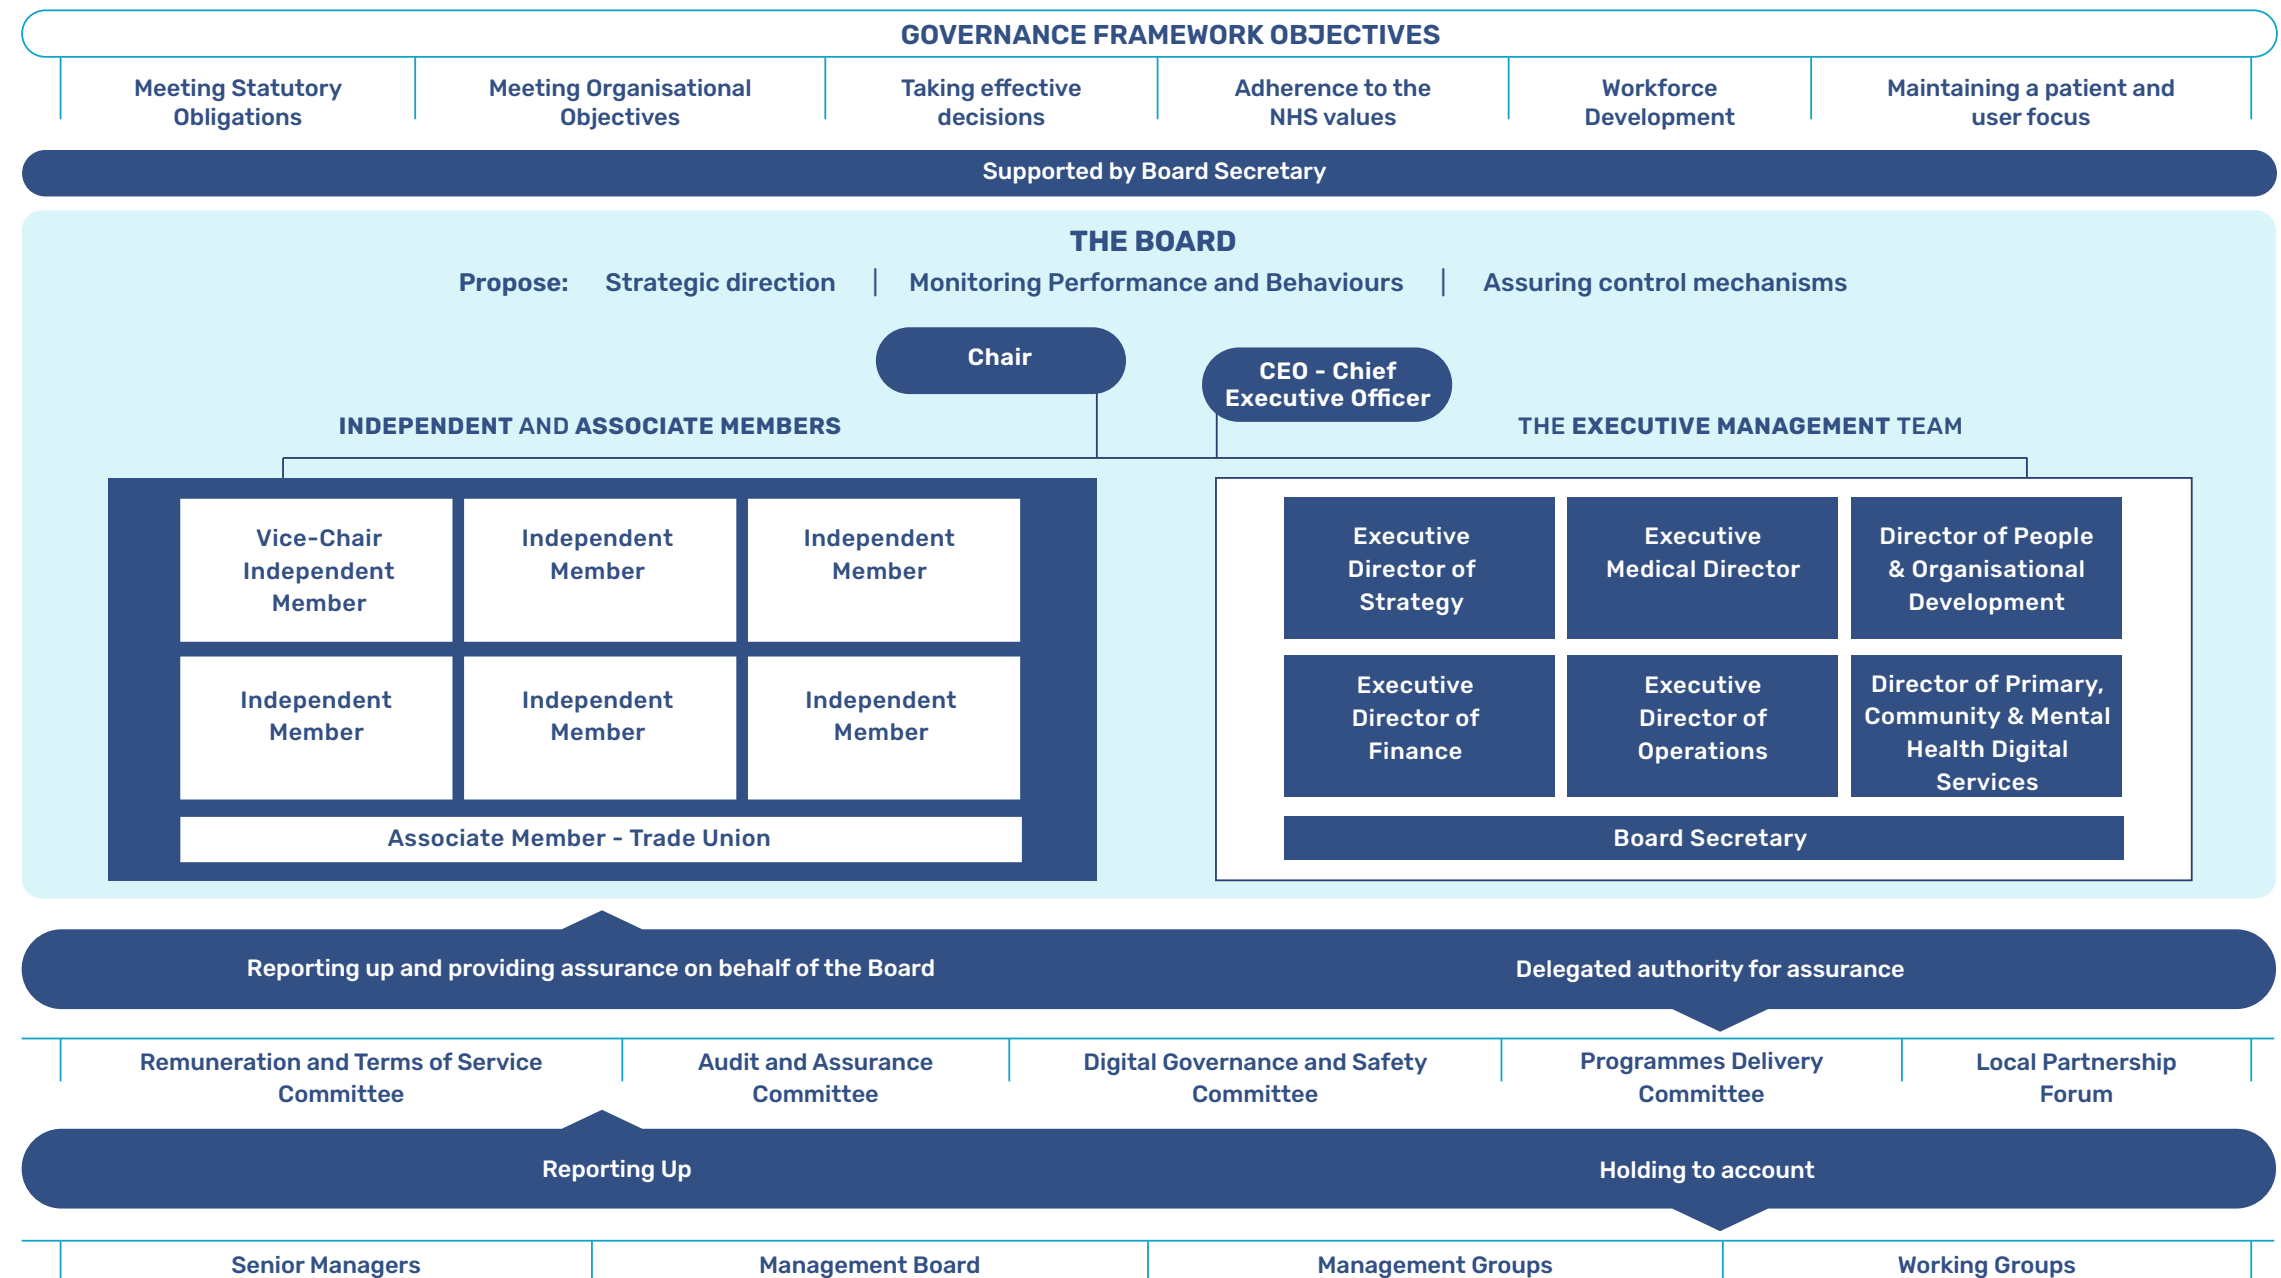 GOVERNANCE FRAMEWORK OBJECTIVES
Meeting Statutory
Obligations
Meeting Organisational
Objectives
Taking effective
decisions
Adherence to the
NHS values
Workforce
Development
Maintaining a patient and
user focus
Supported by Board Secretary
THE BOARD
Propose: Strategic direction | Monitoring Performance and Behaviours | Assuring control mechanisms
Chair
CEO - Chief
Executive Officer
INDEPENDENT AND ASSOCIATE MEMBERS
THE EXECUTIVE MANAGEMENT TEAM
Vice-Chair
Independent
Member
Independent
Member
Independent
Member
Independent
Member
Independent
Member
Independent
Member
Associate Member - Trade Union
Executive
Director of
Strategy
Executive
Medical Director
Director of People
& Organisational
Development
Executive
Director of
Finance
Executive
Director of
Operations
Director of Primary,
Community & Mental
Health Digital
Services
Board Secretary
Reporting up and providing assurance on behalf of the Board
Delegated authority for assurance
Remuneration and Terms of Service
Committee
Audit and Assurance
Committee
Digital Governance and Safety
Committee
Programmes Delivery
Committee
Local Partnership
Forum
Reporting Up
Holding to account
Senior Managers
Management Board
Management Groups
Working Groups